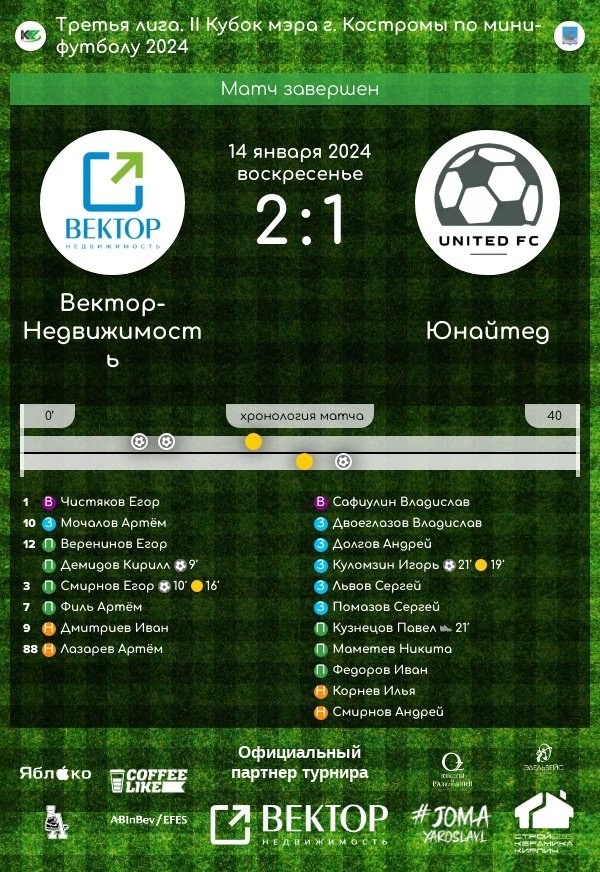 Третья лига. II Кубок мэра г. Костромы по мини-
футболу 2024
Матч завершен
ВЕКТОР
НЕДВИЖИМОСТЬ
14 января 2024
воскресенье
2:1
UNITED FC
Вектор-
Недвижимост
ь
Юнайтед
0'
хронология матча
40
1 В Чистяков Егор
10 З Мочалов Артём
12 П Веренинов Егор
П Демидов Кирилл 9'
3 П Смирнов Егор 10' 16'
7 П Филь Артём
9 Н Дмитриев Иван
88 Н Лазарев Артём
В Сафиулин Владислав
З Двоеглазов Владислав
З Долгов Андрей
З Куломзин Игорь 21' 19'
З Львов Сергей
З Помазов Сергей
П Кузнецов Павел 21'
П Маметев Никита
П Федоров Иван
Н Корнев Илья
Н Смирнов Андрей
Яблоко
COFFEE
LIKE
Официальный
партнер турнира
ЭДЕЛЬВЕЙС
ABInBev/EFES
ВЕКТОР
НЕДВИЖИМОСТЬ
#JOMA
YAROSLAVL
КЕРАМИКА
КИРПИЧ